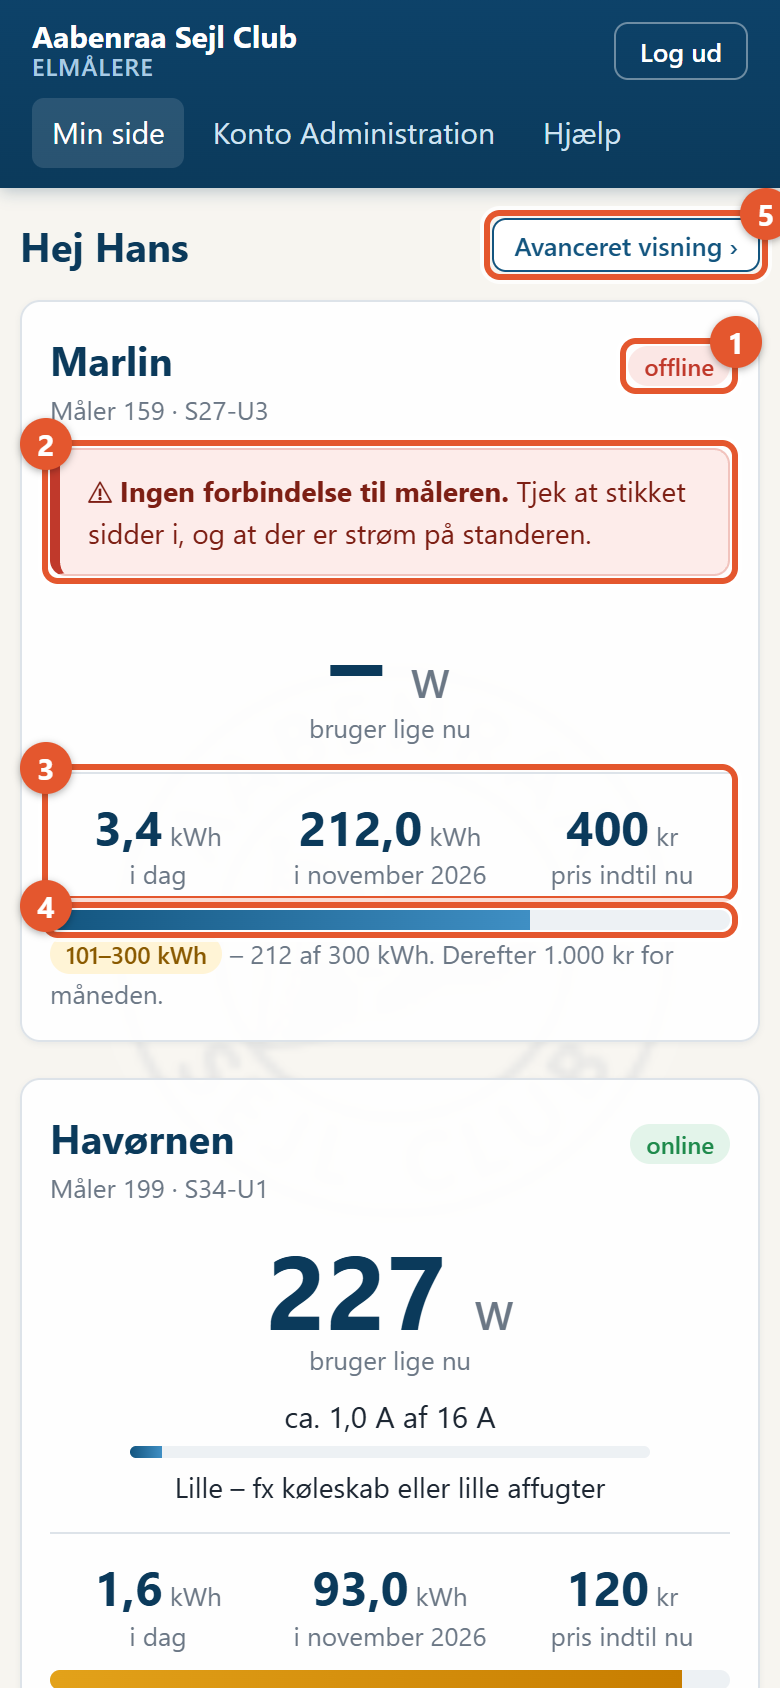 Aabenraa Sejl Club
ELMÅLERE
Log ud
Min side
Konto Administration
Hjælp
5
Hej Hans
Avanceret visning ›
1
Marlin
offline
Måler 159 · S27-U3
2
⚠ Ingen forbindelse til måleren. Tjek at stikket
sidder i, og at der er strøm på standeren.
– W
bruger lige nu
3
3,4 kWh
i dag
212,0 kWh
i november 2026
400 kr
pris indtil nu
4
101–300 kWh – 212 af 300 kWh. Derefter 1.000 kr for
måneden.
Havørnen
online
Måler 199 · S34-U1
227 W
bruger lige nu
ca. 1,0 A af 16 A
Lille – fx køleskab eller lille affugter
1,6 kWh
i dag
93,0 kWh
i november 2026
120 kr
pris indtil nu